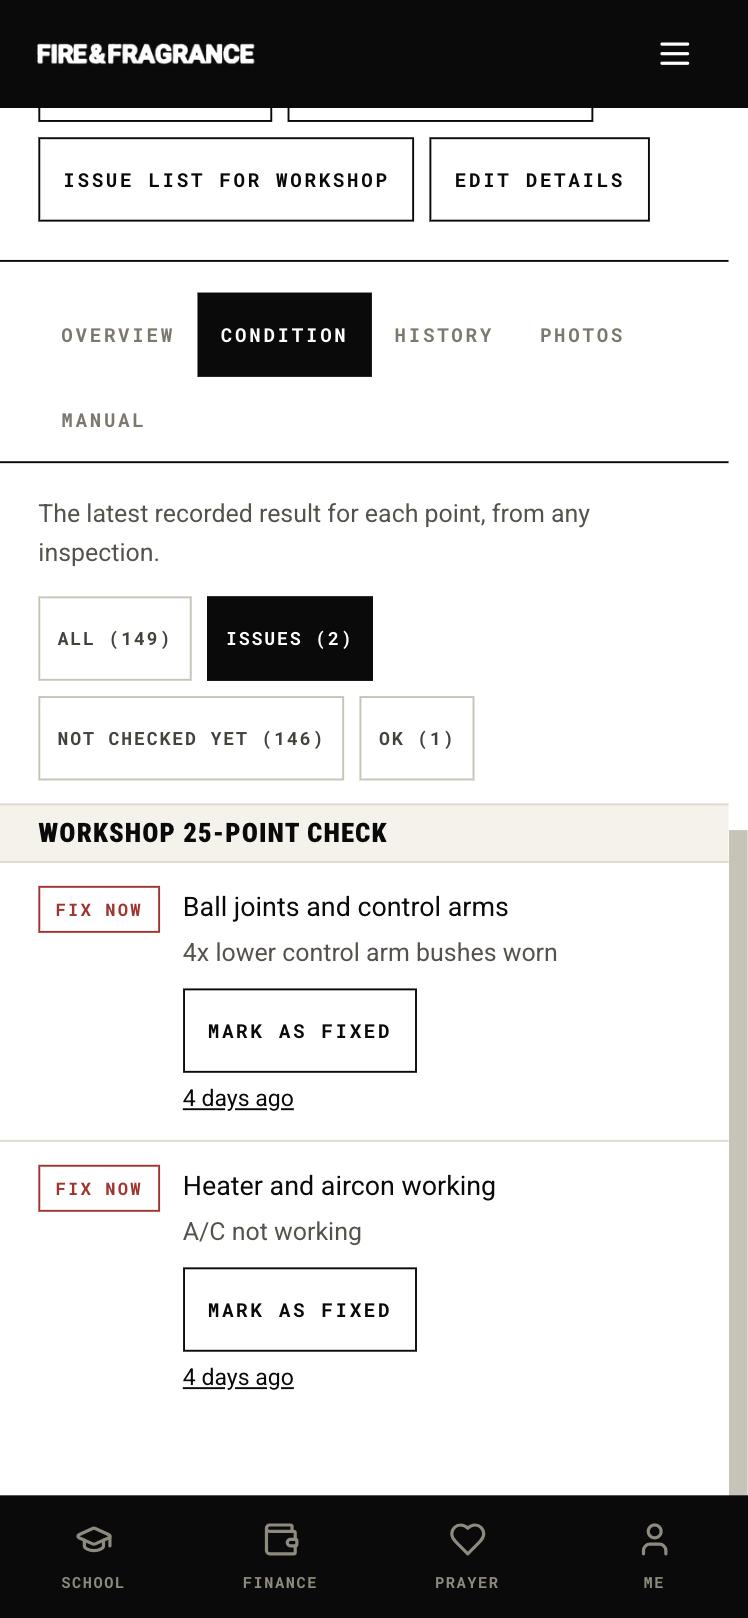 FIRE&FRAGRANCE
ISSUE LIST FOR WORKSHOP
EDIT DETAILS
OVERVIEW
CONDITION
HISTORY
PHOTOS
MANUAL
The latest recorded result for each point, from any
inspection.
ALL (149)
ISSUES (2)
NOT CHECKED YET (146)
OK (1)
WORKSHOP 25-POINT CHECK
FIX NOW
Ball joints and control arms
4x lower control arm bushes worn
MARK AS FIXED
4 days ago
FIX NOW
Heater and aircon working
A/C not working
MARK AS FIXED
4 days ago
SCHOOL
FINANCE
PRAYER
ME